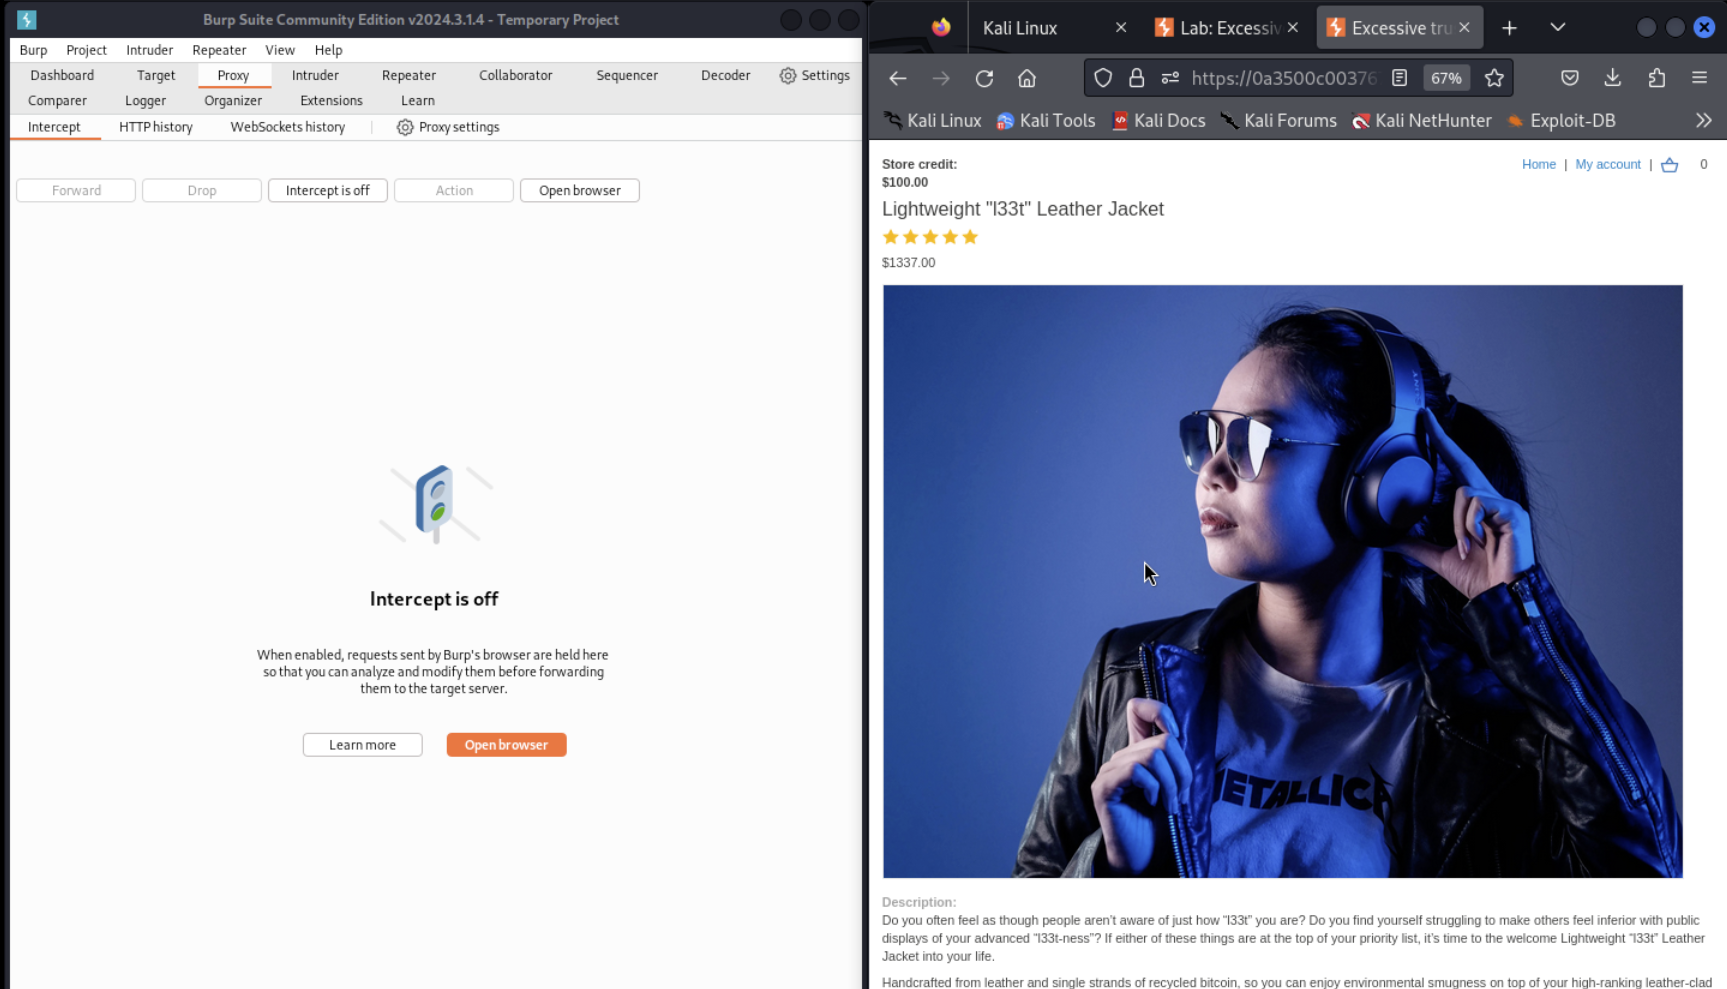 Burp Suite Community Edition v2024.3.1.4 - Temporary Project
Burp Project Intruder Repeater View Help
Dashboard Target Proxy Intruder Repeater Collaborator Sequencer Decoder Settings
Comparer Logger Organizer Extensions Learn
Intercept HTTP history WebSockets history Proxy settings
Forward Drop Intercept is off Action Open browser
Intercept is off
When enabled, requests sent by Burp's browser are held here
so that you can analyze and modify them before forwarding
them to the target server.
Learn more Open browser
Kali Linux Lab: Excessiv Excessive tru
https://0a3500c00376 67%
Kali Linux Kali Tools Kali Docs Kali Forums Kali NetHunter Exploit-DB
Store credit:
$100.00
Home | My account | 0
Lightweight "l33t" Leather Jacket
$1337.00
METALLICA
Description:
Do you often feel as though people aren’t aware of just how “l33t” you are? Do you find yourself struggling to make others feel inferior with public
displays of your advanced “l33t-ness”? If either of these things are at the top of your priority list, it’s time to the welcome Lightweight “l33t” Leather
Jacket into your life.
Handcrafted from leather and single strands of recycled bitcoin, so you can enjoy environmental smugness on top of your high-ranking leather-clad